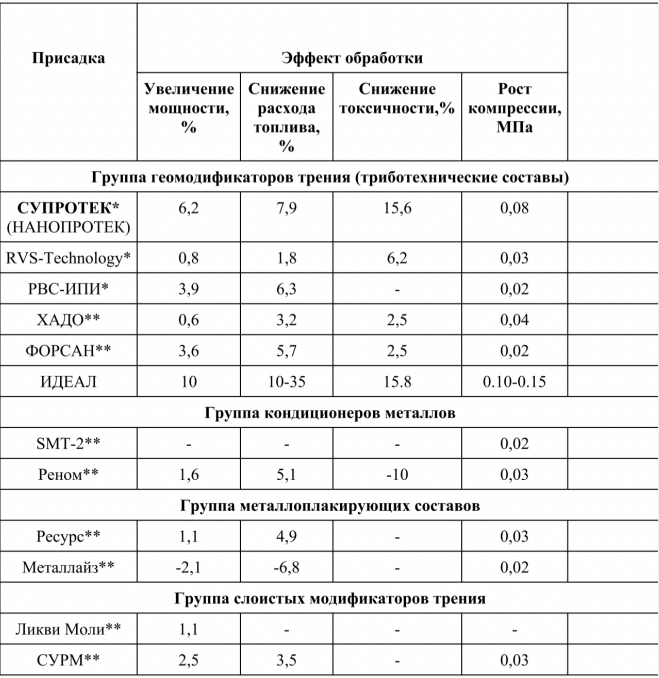 Присадка
Эффект обработки
Увеличение мощности, %
Снижение расхода топлива, %
Снижение токсичности,%
Рост компрессии, МПа
Группа геомодификаторов трения (триботехнические составы)
СУПРОТЕК* (НАНОПРОТЕК) 6,2 7,9 15,6 0,08
RVS-Technology* 0,8 1,8 6,2 0,03
РВС-ИПИ* 3,9 6,3 - 0,02
ХАДО** 0,6 3,2 2,5 0,04
ФОРСАН** 3,6 5,7 2,5 0,02
ИДЕАЛ 10 10-35 15.8 0.10-0.15
Группа кондиционеров металлов
SMT-2** - - - 0,02
Реном** 1,6 5,1 -10 0,03
Группа металлоплакирующих составов
Ресурс** 1,1 4,9 - 0,03
Металлайз** -2,1 -6,8 - 0,02
Группа слоистых модификаторов трения
Ликви Моли** 1,1 - - -
СУРМ** 2,5 3,5 - 0,03